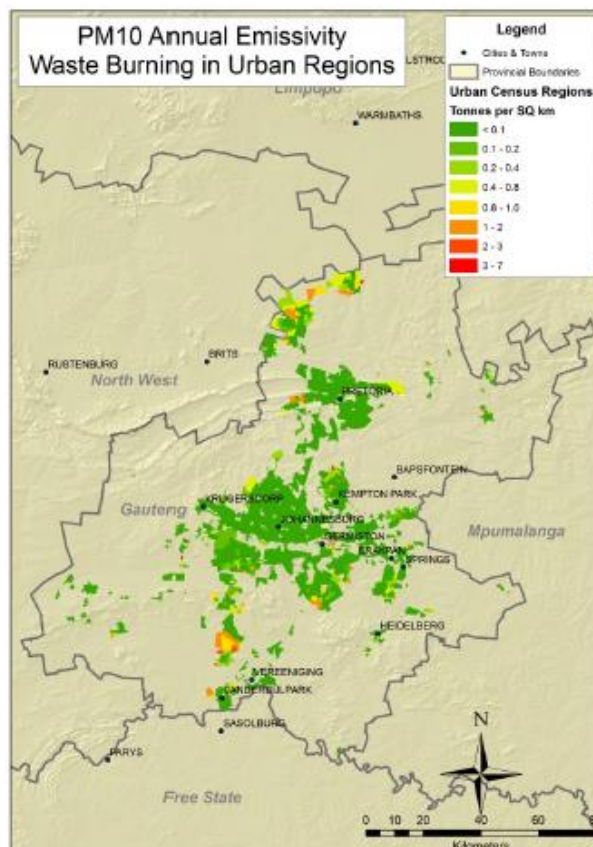 PM10 Annual Emissivity
Waste Burning in Urban Regions
Legend
Cities & Towns
Provincial Boundaries
Urban Census Regions
Tonnes per SQ km
< 0.1
0.1 - 0.2
0.2 - 0.4
0.4 - 0.8
0.8 - 1.0
1 - 2
2 - 3
3 - 7
LSTROO
Limpopo
WARMBATHS
BRITS
RUSTENBURG
North West
PRETORIA
BAPSFONTEIN
KRUGERSDORP
KEMPTON PARK
Gauteng
JOHANNESBURG
Mpumalanga
GERMISTON
BRAKPAN
SPRINGS
HEIDELBERG
VEREENIGING
VANDERBIJLPARK
SASOLBURG
N
PARYS
Free State
0 10 20 40 60 80
Kilometers